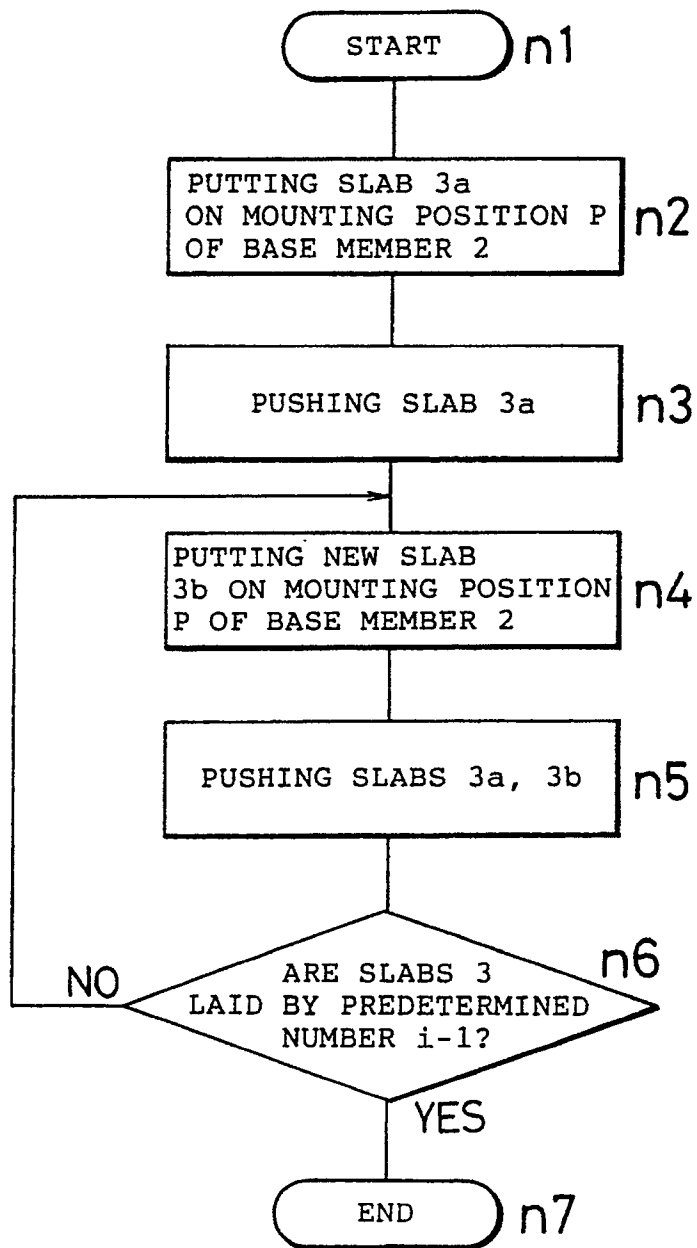 START n1
PUTTING SLAB 3a
ON MOUNTING POSITION P
OF BASE MEMBER 2
n2
PUSHING SLAB 3a n3
PUTTING NEW SLAB
3b ON MOUNTING POSITION
P OF BASE MEMBER 2
n4
PUSHING SLABS 3a, 3b n5
n6
NO
ARE SLABS 3
LAID BY PREDETERMINED
NUMBER i-1?
YES
END n7